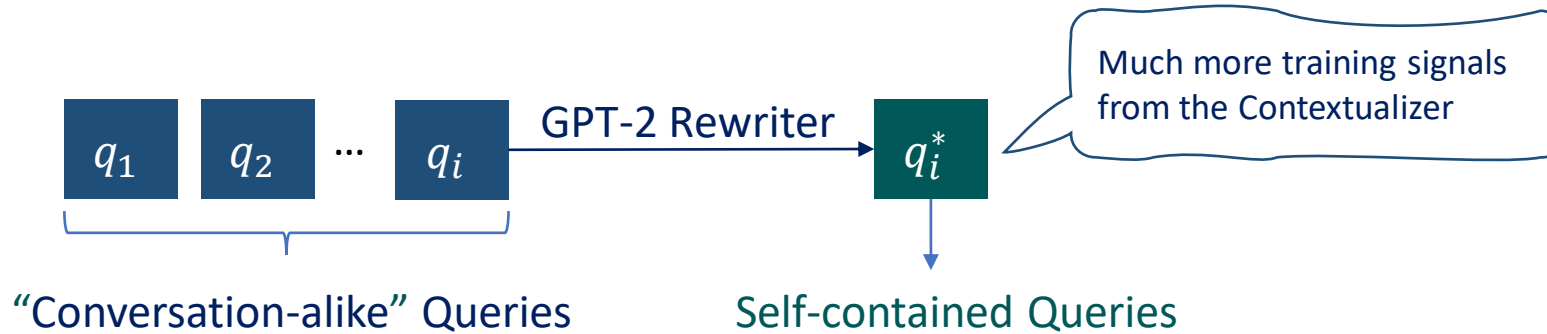 Much more training signals
from the Contextualizer
GPT-2 Rewriter
q₁ q₂ … qᵢ
qᵢ*
“Conversation-alike” Queries
Self-contained Queries